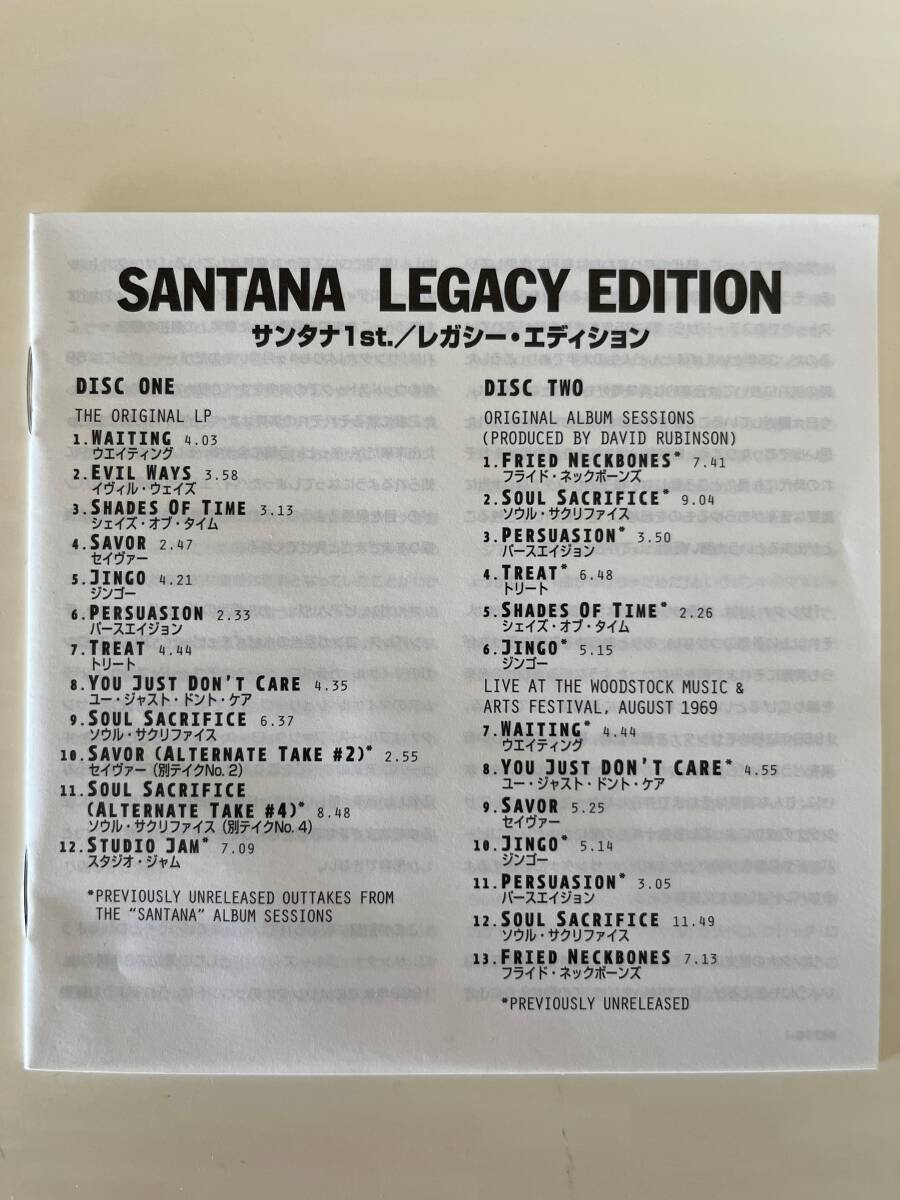 SANTANA LEGACY EDITION
サンタナ1st.／レガシー・エディション
DISC ONE
THE ORIGINAL LP
1.WAITING 4.03
ウエイティング
2.EVIL WAYS 3.58
イヴィル・ウェイズ
3.SHADES OF TIME 3.13
シェイズ・オブ・タイム
4.SAVOR 2.47
セイヴァー
5.JINGO 4.21
ジンゴー
6.PERSUASION 2.33
パースエイジョン
7.TREAT 4.44
トリート
8.YOU JUST DON'T CARE 4.35
ユー・ジャスト・ドント・ケア
9.SOUL SACRIFICE 6.37
ソウル・サクリファイス
10.SAVOR (ALTERNATE TAKE #2)* 2.55
セイヴァー（別テイクNo.2）
11.SOUL SACRIFICE
(ALTERNATE TAKE #4)* 8.48
ソウル・サクリファイス（別テイクNo.4）
12.STUDIO JAM* 7.09
スタジオ・ジャム
*PREVIOUSLY UNRELEASED OUTTAKES FROM
THE “SANTANA” ALBUM SESSIONS
DISC TWO
ORIGINAL ALBUM SESSIONS
(PRODUCED BY DAVID RUBINSON)
1.FRIED NECKBONES* 7.41
フライド・ネックボーンズ
2.SOUL SACRIFICE* 9.04
ソウル・サクリファイス
3.PERSUASION* 3.50
パースエイジョン
4.TREAT* 6.48
トリート
5.SHADES OF TIME* 2.26
シェイズ・オブ・タイム
6.JINGO* 5.15
ジンゴー
LIVE AT THE WOODSTOCK MUSIC &
ARTS FESTIVAL, AUGUST 1969
7.WAITING* 4.44
ウエイティング
8.YOU JUST DON'T CARE* 4.55
ユー・ジャスト・ドント・ケア
9.SAVOR 5.25
セイヴァー
10.JINGO* 5.14
ジンゴー
11.PERSUASION* 3.05
パースエイジョン
12.SOUL SACRIFICE 11.49
ソウル・サクリファイス
13.FRIED NECKBONES 7.13
フライド・ネックボーンズ
*PREVIOUSLY UNRELEASED